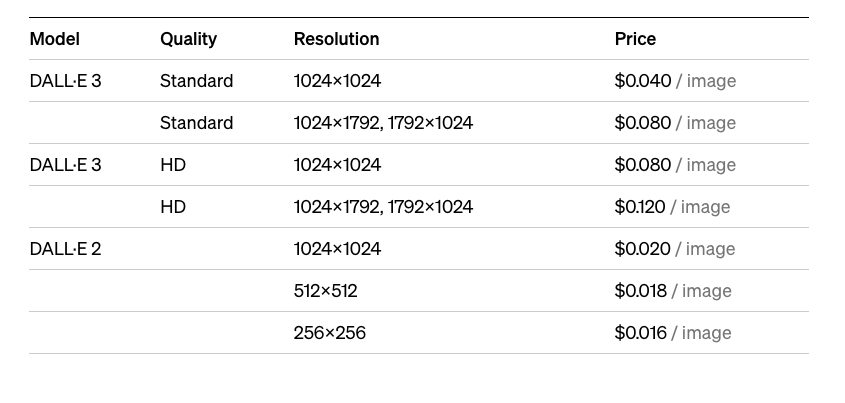 Model Quality Resolution Price
DALL·E 3 Standard 1024×1024 $0.040 / image
Standard 1024×1792, 1792×1024 $0.080 / image
DALL·E 3 HD 1024×1024 $0.080 / image
HD 1024×1792, 1792×1024 $0.120 / image
DALL·E 2 1024×1024 $0.020 / image
512×512 $0.018 / image
256×256 $0.016 / image